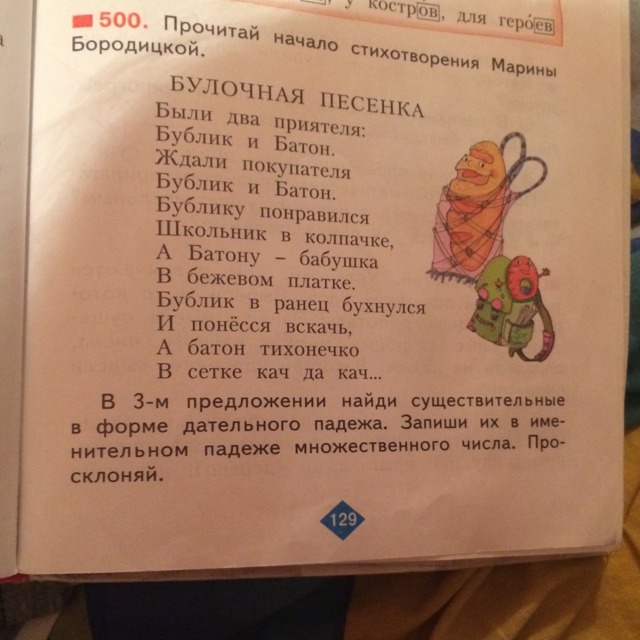 у костров, для героев
500. Прочитай начало стихотворения Марины
Бородицкой.
БУЛОЧНАЯ ПЕСЕНКА
Были два приятеля:
Бублик и Батон.
Ждали покупателя
Бублик и Батон.
Бублику понравился
Школьник в колпачке,
А Батону – бабушка
В бежевом платке.
Бублик в ранец бухнулся
И понёсся вскачь,
А батон тихонечко
В сетке кач да кач...
В 3-м предложении найди существительные
в форме дательного падежа. Запиши их в име-
нительном падеже множественного числа. Про-
склоняй.
129